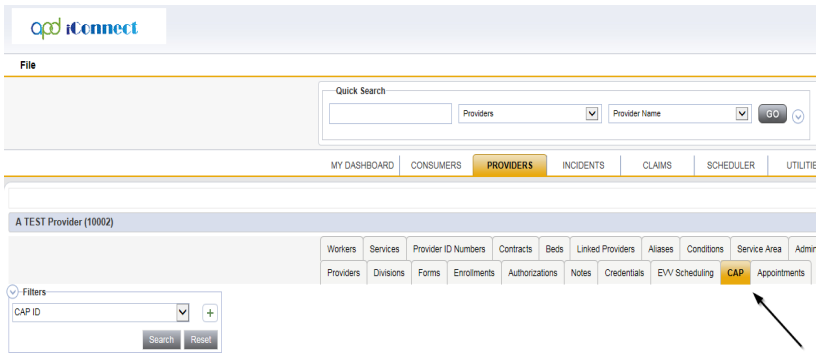 apd iConnect
File
Quick Search
Providers Provider Name GO
MY DASHBOARD CONSUMERS PROVIDERS INCIDENTS CLAIMS SCHEDULER UTILITIE
A TEST Provider (10002)
Workers Services Provider ID Numbers Contracts Beds Linked Providers Aliases Conditions Service Area Admin
Providers Divisions Forms Enrollments Authorizations Notes Credentials EVV Scheduling CAP Appointments
Filters
CAP ID +
Search Reset